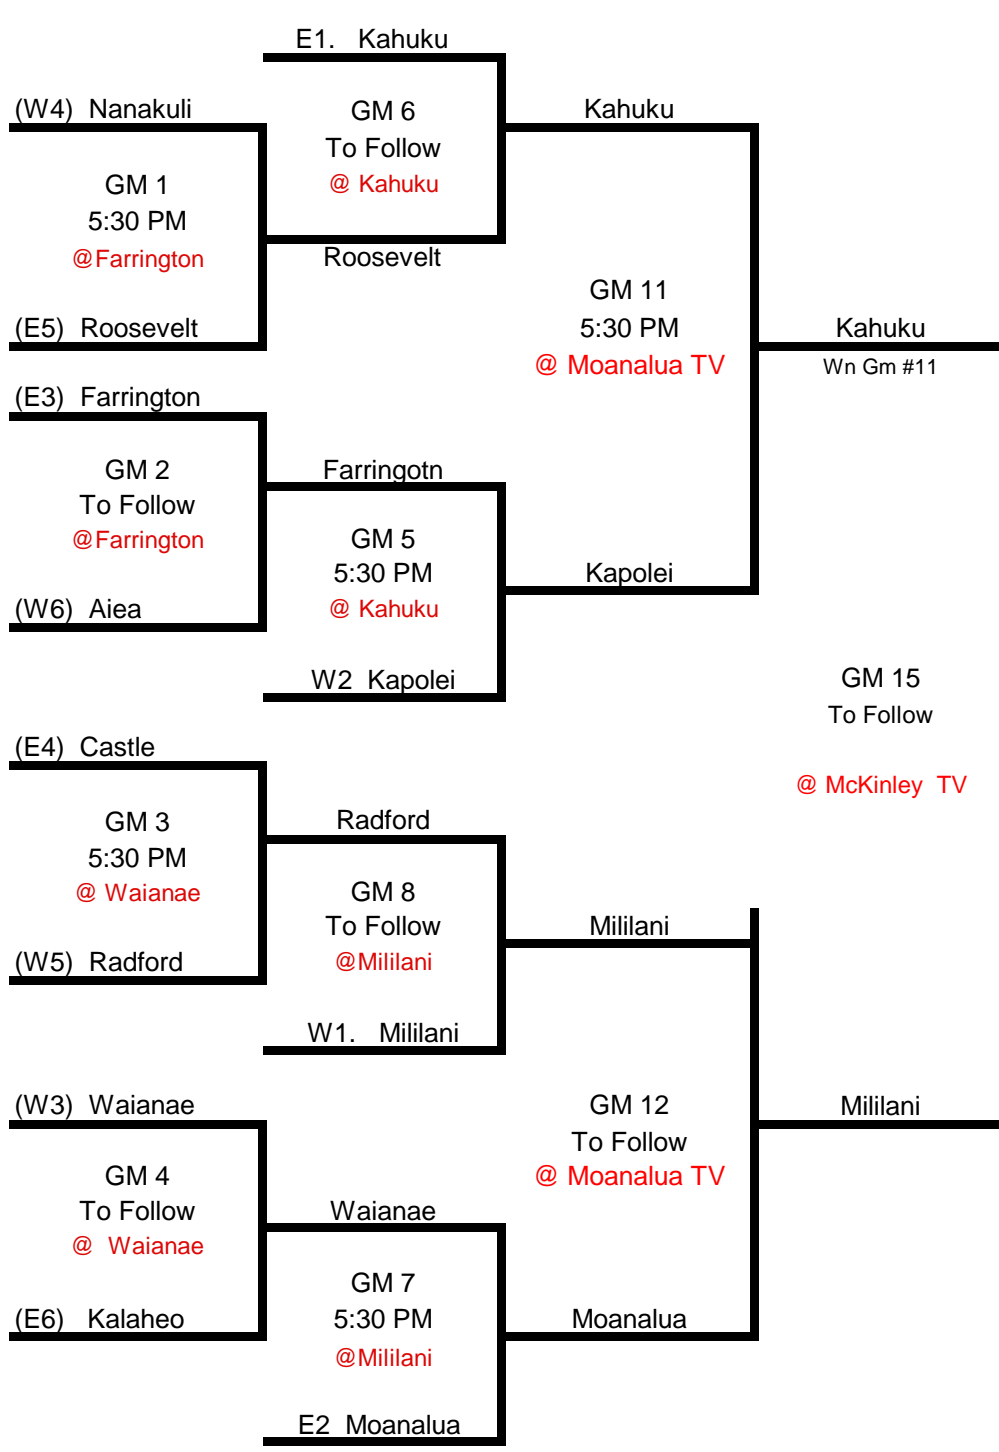 E1.   Kahuku
(W4)  Nanakuli
GM 6
To Follow
@ Kahuku
Kahuku
GM 1
5:30 PM
@Farrington
Roosevelt
(E5)  Roosevelt
GM 11
5:30 PM
@ Moanalua TV
Kahuku
Wn Gm #11
(E3)  Farrington
GM 2
To Follow
@Farrington
Farringotn
GM 5
5:30 PM
@ Kahuku
Kapolei
(W6)  Aiea
W2  Kapolei
GM 15
To Follow
@ McKinley  TV
(E4)  Castle
GM 3
5:30 PM
@ Waianae
Radford
GM 8
To Follow
@Mililani
Mililani
(W5)  Radford
W1.   Mililani
(W3)  Waianae
GM 12
To Follow
@ Moanalua TV
Mililani
GM 4
To Follow
@  Waianae
Waianae
GM 7
5:30 PM
@Mililani
Moanalua
(E6)   Kalaheo
E2  Moanalua